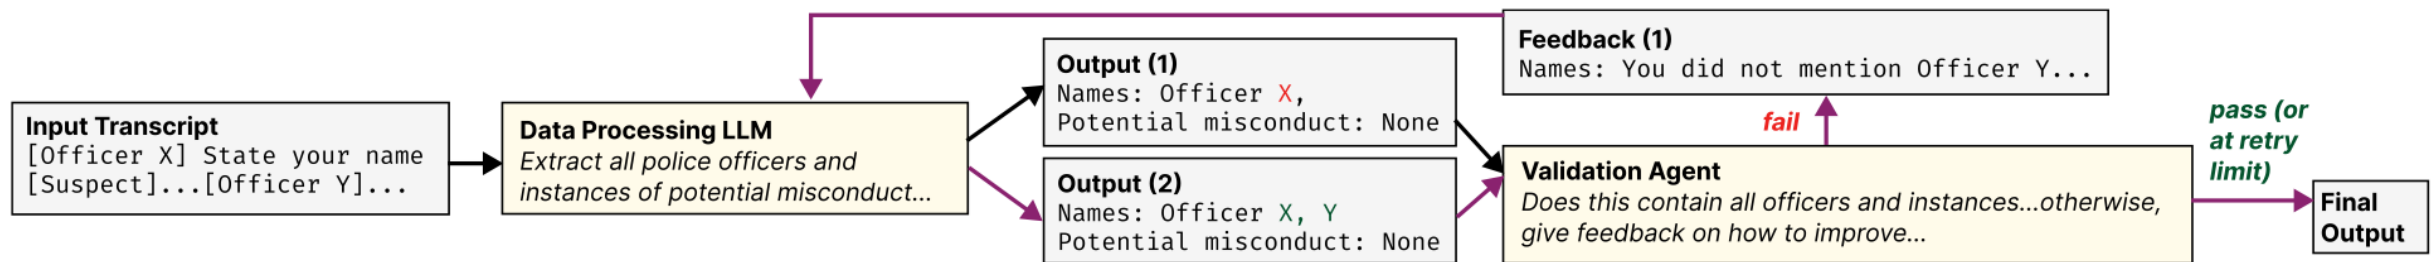 Input Transcript
[Officer X] State your name
[Suspect]...[Officer Y]...
Data Processing LLM
Extract all police officers and
instances of potential misconduct...
Output (1)
Names: Officer X,
Potential misconduct: None
Output (2)
Names: Officer X, Y
Potential misconduct: None
Feedback (1)
Names: You did not mention Officer Y...
fail
Validation Agent
Does this contain all officers and instances...otherwise,
give feedback on how to improve...
pass (or
at retry
limit)
Final
Output